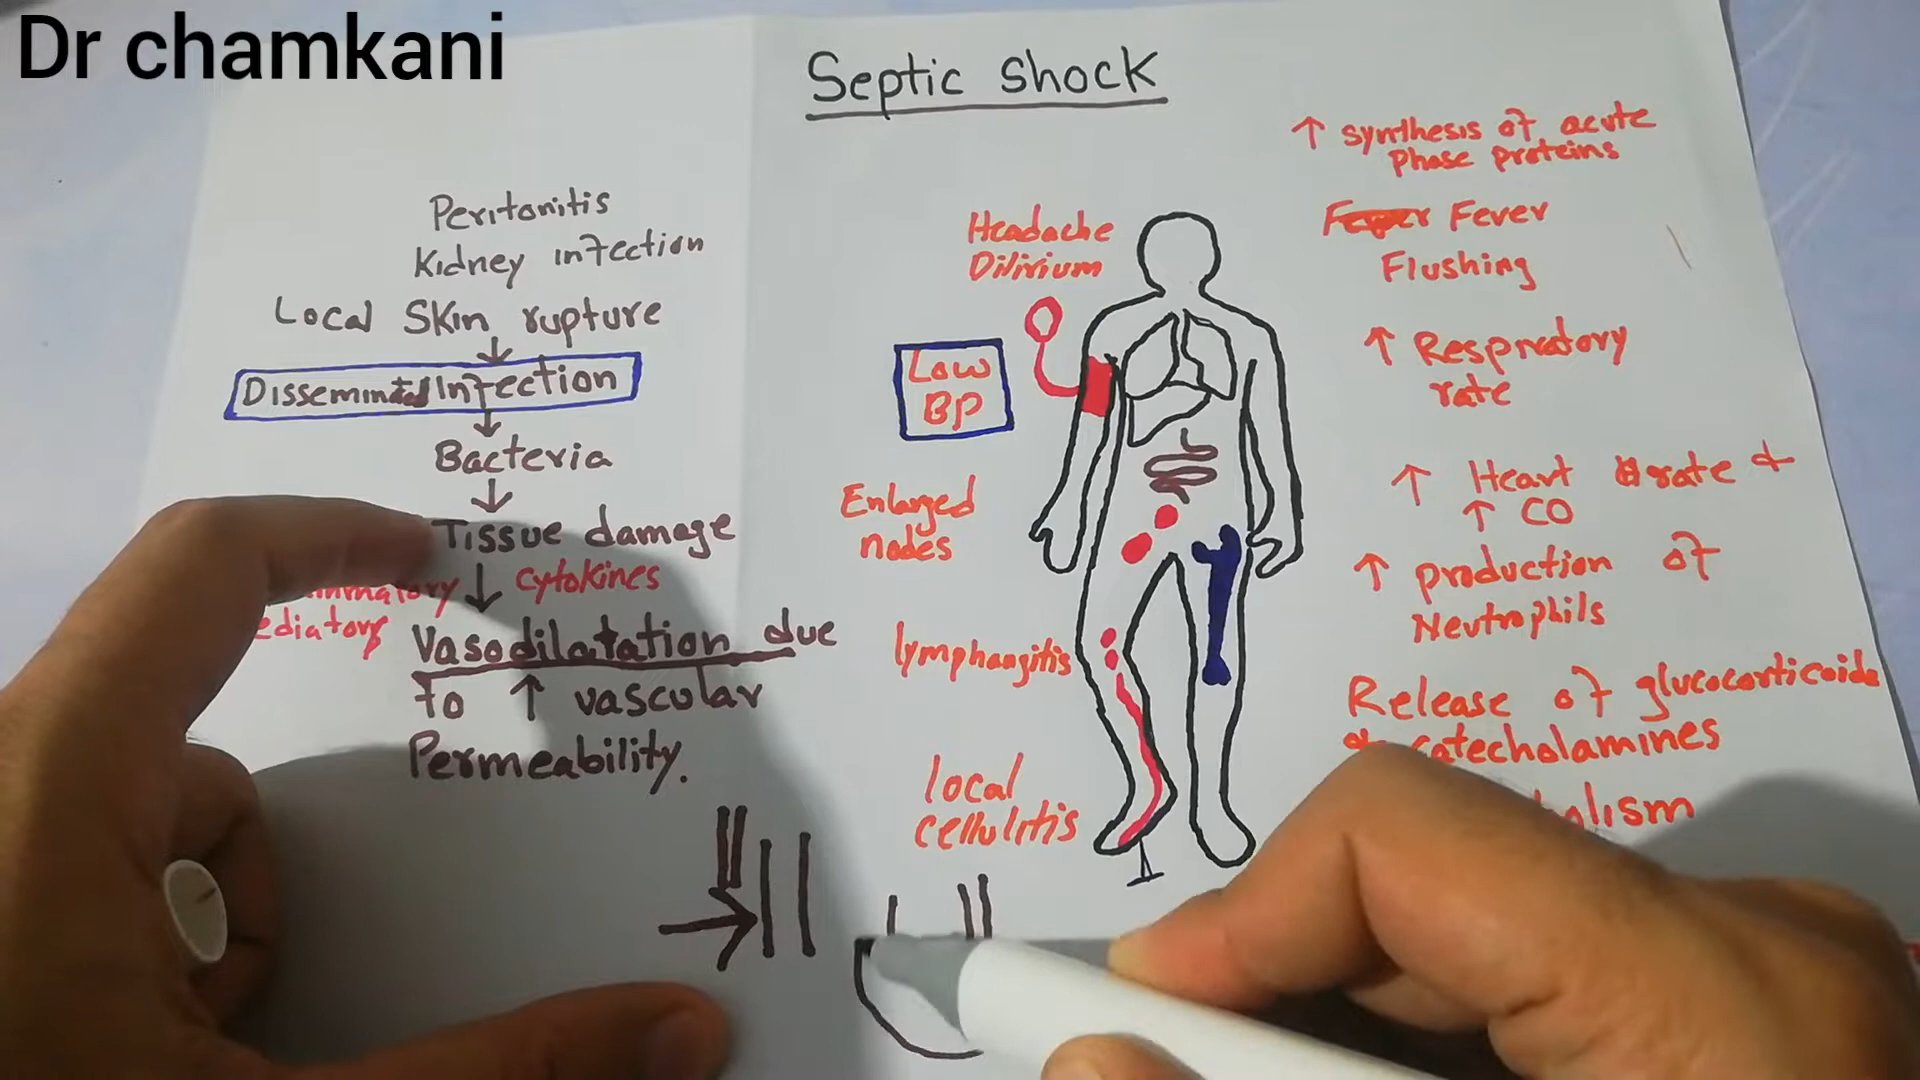 Dr chamkani
Septic shock
Peritonitis
Kidney infection
Local Skin rupture
Infection
Bacteria
Tissue damage
cytokines
Vasodilatation due
to ↑ vascular
Permeability.
Headache
Dilirium
Low
BP
Enlarged
nodes
lymphangitis
local
cellulitis
↑ synthesis of acute
Phase proteins
Fever
Flushing
↑ Respiratory
rate
↑ Heart rate &
↑ CO
↑ production of
Neutrophils
Release of glucocorticoids
catecholamines